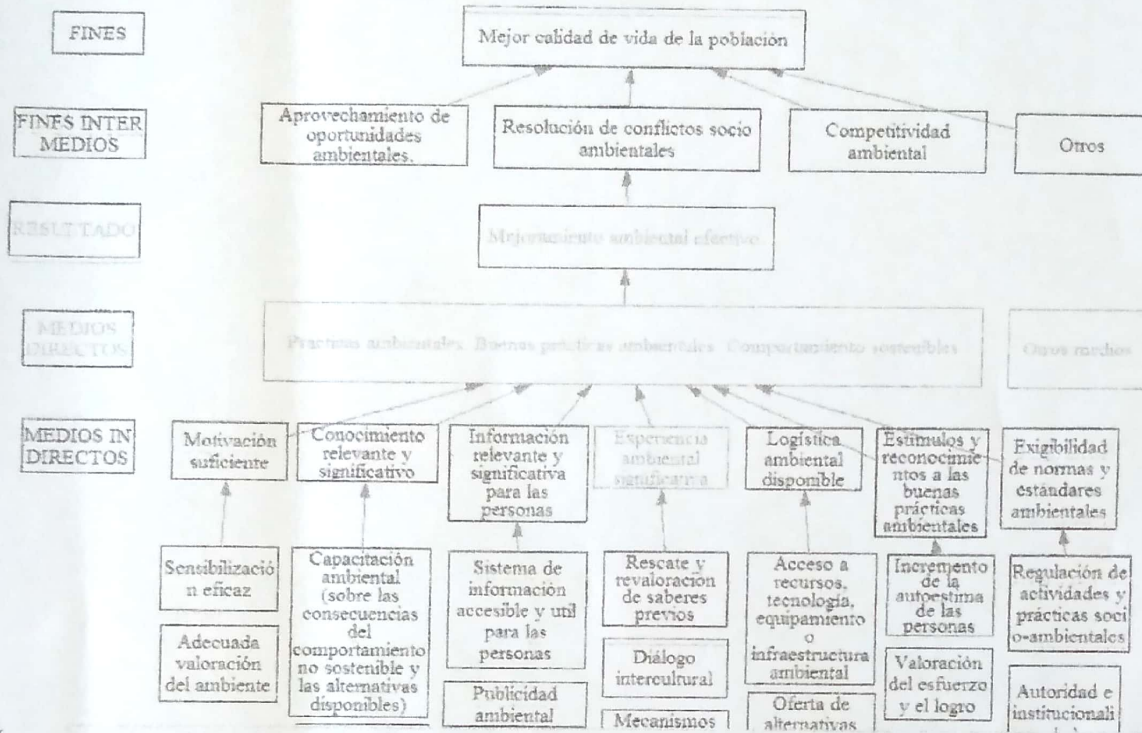 FINES
Mejor calidad de vida de la población
FINES INTER
MEDIOS
Aprovechamiento de
oportunidades
ambientales.
Resolución de conflictos socio
ambientales
Competitividad
ambiental
Otros
RESULTADO
Mejoramiento ambiental efectivo
MEDIOS
DIRECTOS
Prácticas ambientales. Buenas prácticas ambientales. Comportamiento sostenibles
Otros medios
MEDIOS IN
DIRECTOS
Motivación
suficiente
Conocimiento
relevante y
significativo
Información
relevante y
significativa
para las
personas
Experiencia
ambiental
significativa
Logística
ambiental
disponible
Estímulos y
reconocimie
ntos a las
buenas
prácticas
ambientales
Exigibilidad
de normas y
estándares
ambientales
Sensibilizació
n eficaz
Capacitación
ambiental
(sobre las
consecuencias
del
comportamiento
no sostenible y
las alternativas
disponibles)
Sistema de
información
accesible y util
para las
personas
Rescate y
revaloración
de saberes
previos
Acceso a
recursos,
tecnología,
equipamiento
o
infraestructura
ambiental
Incremento
de la
autoestima
de las
personas
Regulación de
actividades y
prácticas soci
o-ambientales
Adecuada
valoración
del ambiente
Publicidad
ambiental
Diálogo
intercultural
Mecanismos
Oferta de
alternativas
Valoración
del esfuerzo
y el logro
Autoridad e
institucionali